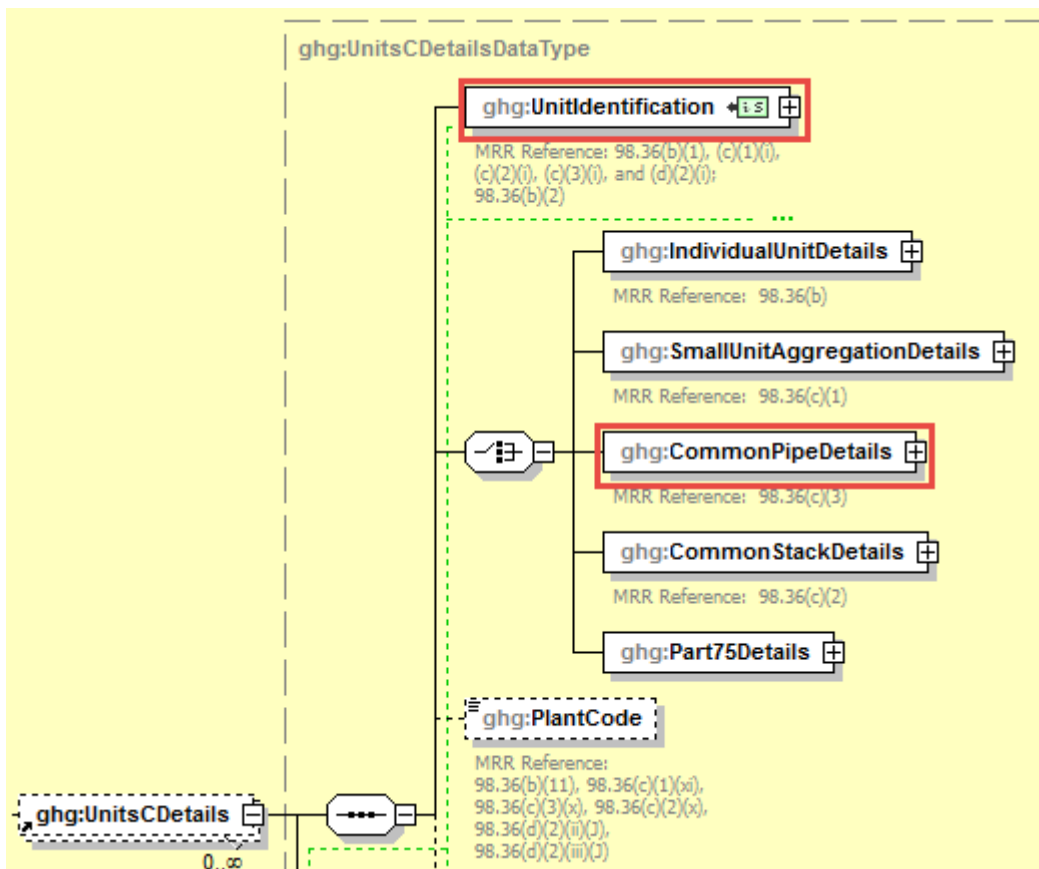 ghg:UnitsCDetailsDataType
ghg:UnitIdentification is
MRR Reference: 98.36(b)(1), (c)(1)(i),
(c)(2)(i), (c)(3)(i), and (d)(2)(i);
98.36(b)(2)
ghg:IndividualUnitDetails
MRR Reference: 98.36(b)
ghg:SmallUnitAggregationDetails
MRR Reference: 98.36(c)(1)
ghg:CommonPipeDetails
MRR Reference: 98.36(c)(3)
ghg:CommonStackDetails
MRR Reference: 98.36(c)(2)
ghg:Part75Details
ghg:PlantCode
MRR Reference:
98.36(b)(11), 98.36(c)(1)(xi),
98.36(c)(3)(x), 98.36(c)(2)(x),
98.36(d)(2)(ii)(J),
98.36(d)(2)(iii)(J)
ghg:UnitsCDetails
0..∞